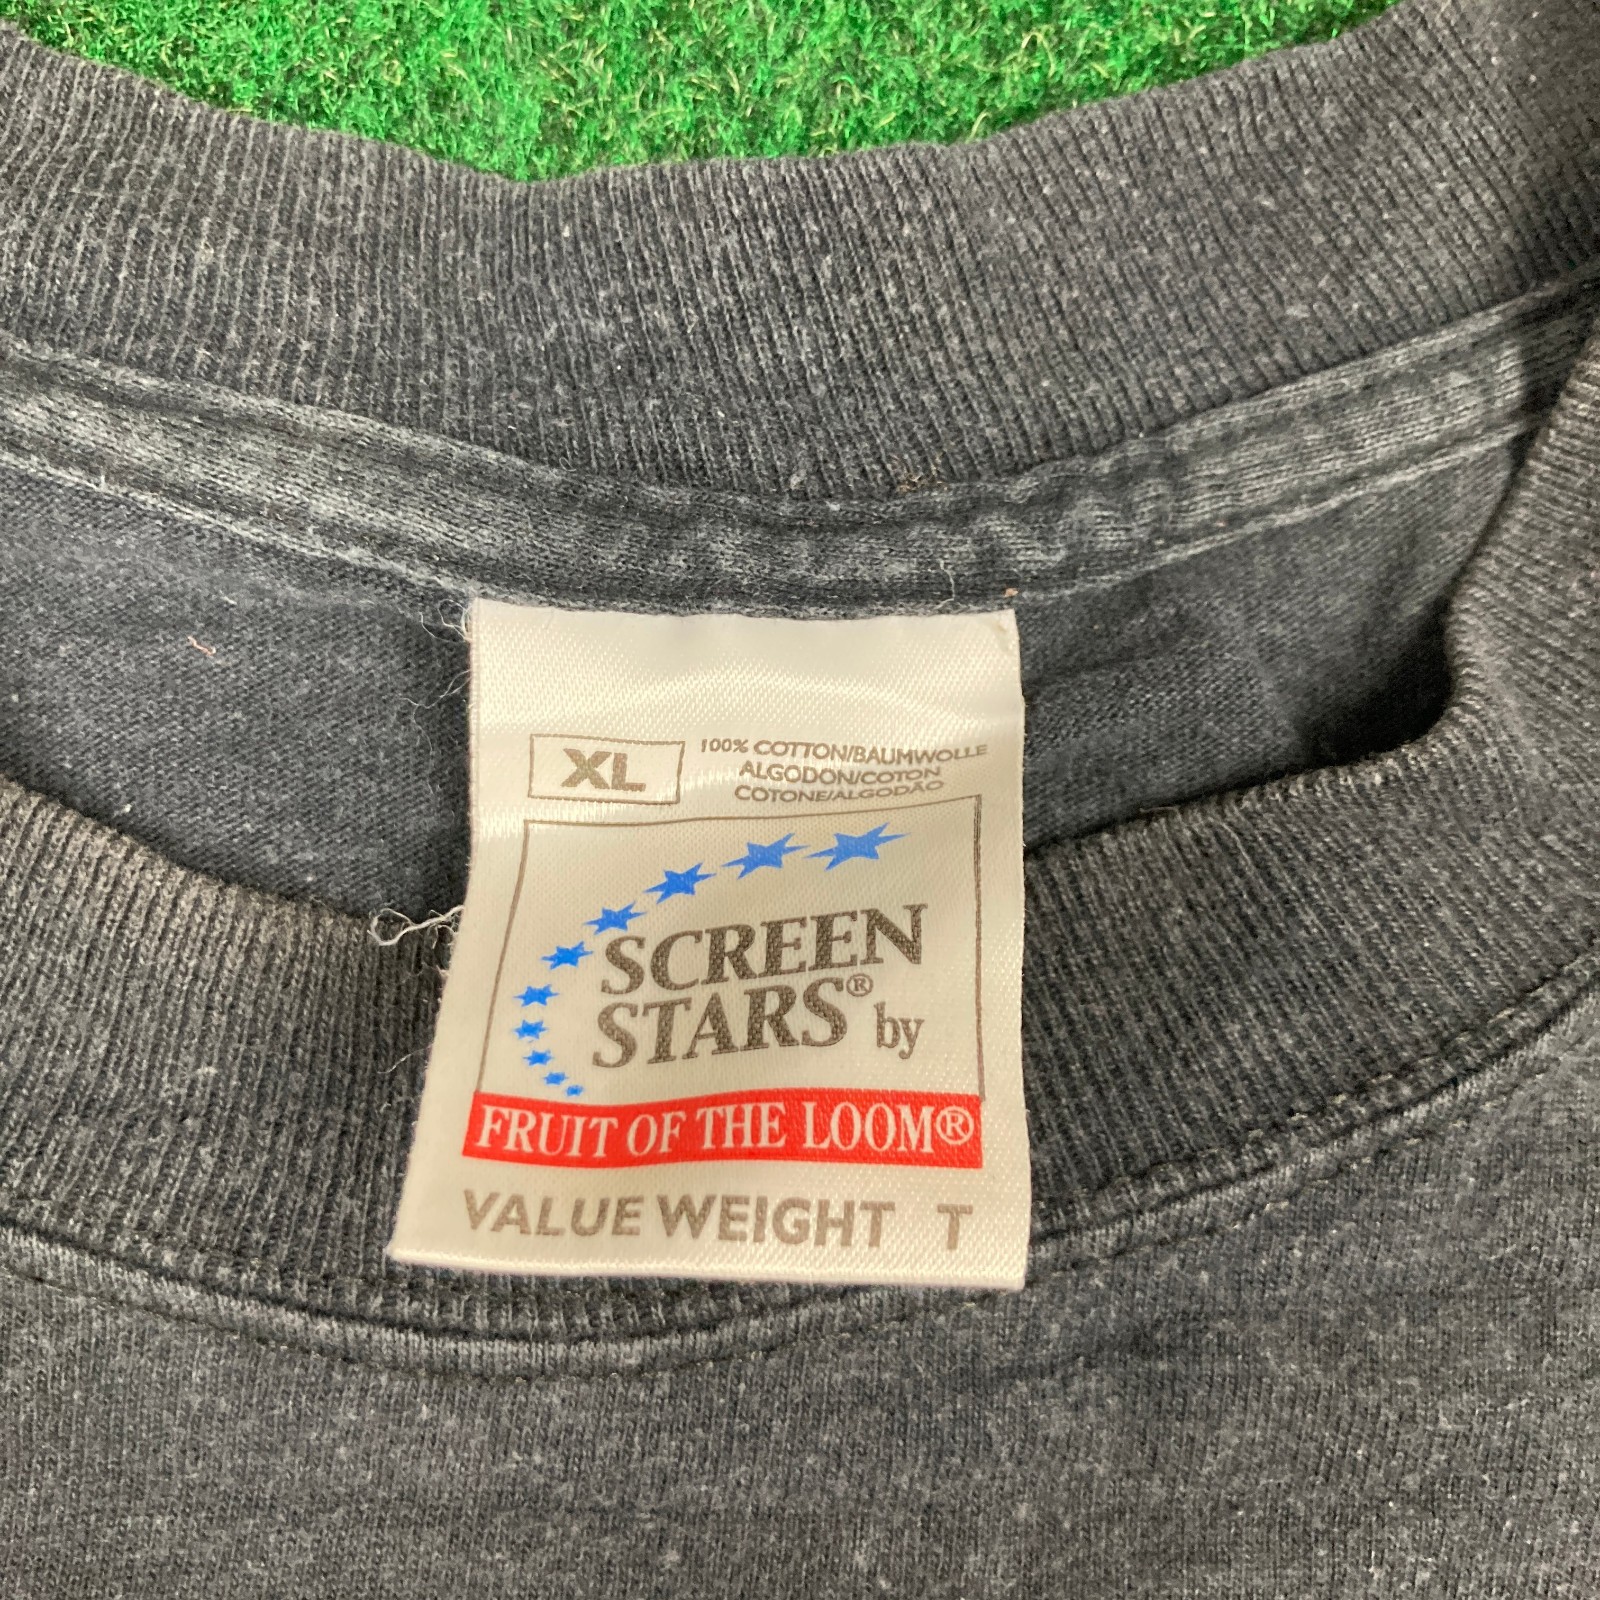 XL
100% COTTON/BAUMWOLLE
ALGODON/COTON
COTONE/ALGODÃO
SCREEN
STARS® by
FRUIT OF THE LOOM®
VALUE WEIGHT T